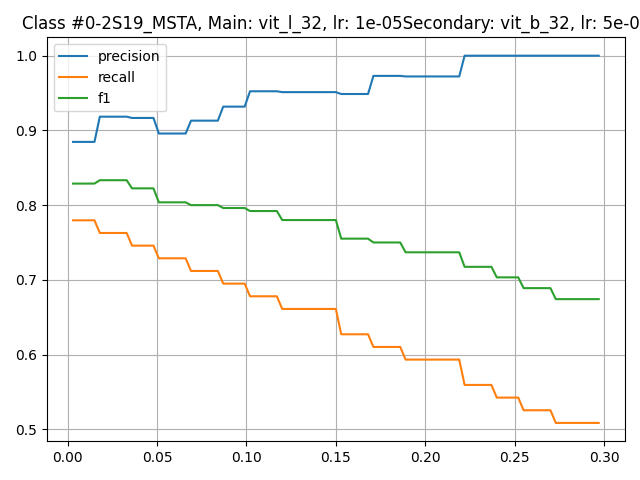 Class #0-2S19_MSTA, Main: vit_l_32, lr: 1e-05Secondary: vit_b_32, lr: 5e-0
precision
recall
f1
1.0
0.9
0.8
0.7
0.6
0.5
0.00 0.05 0.10 0.15 0.20 0.25 0.30